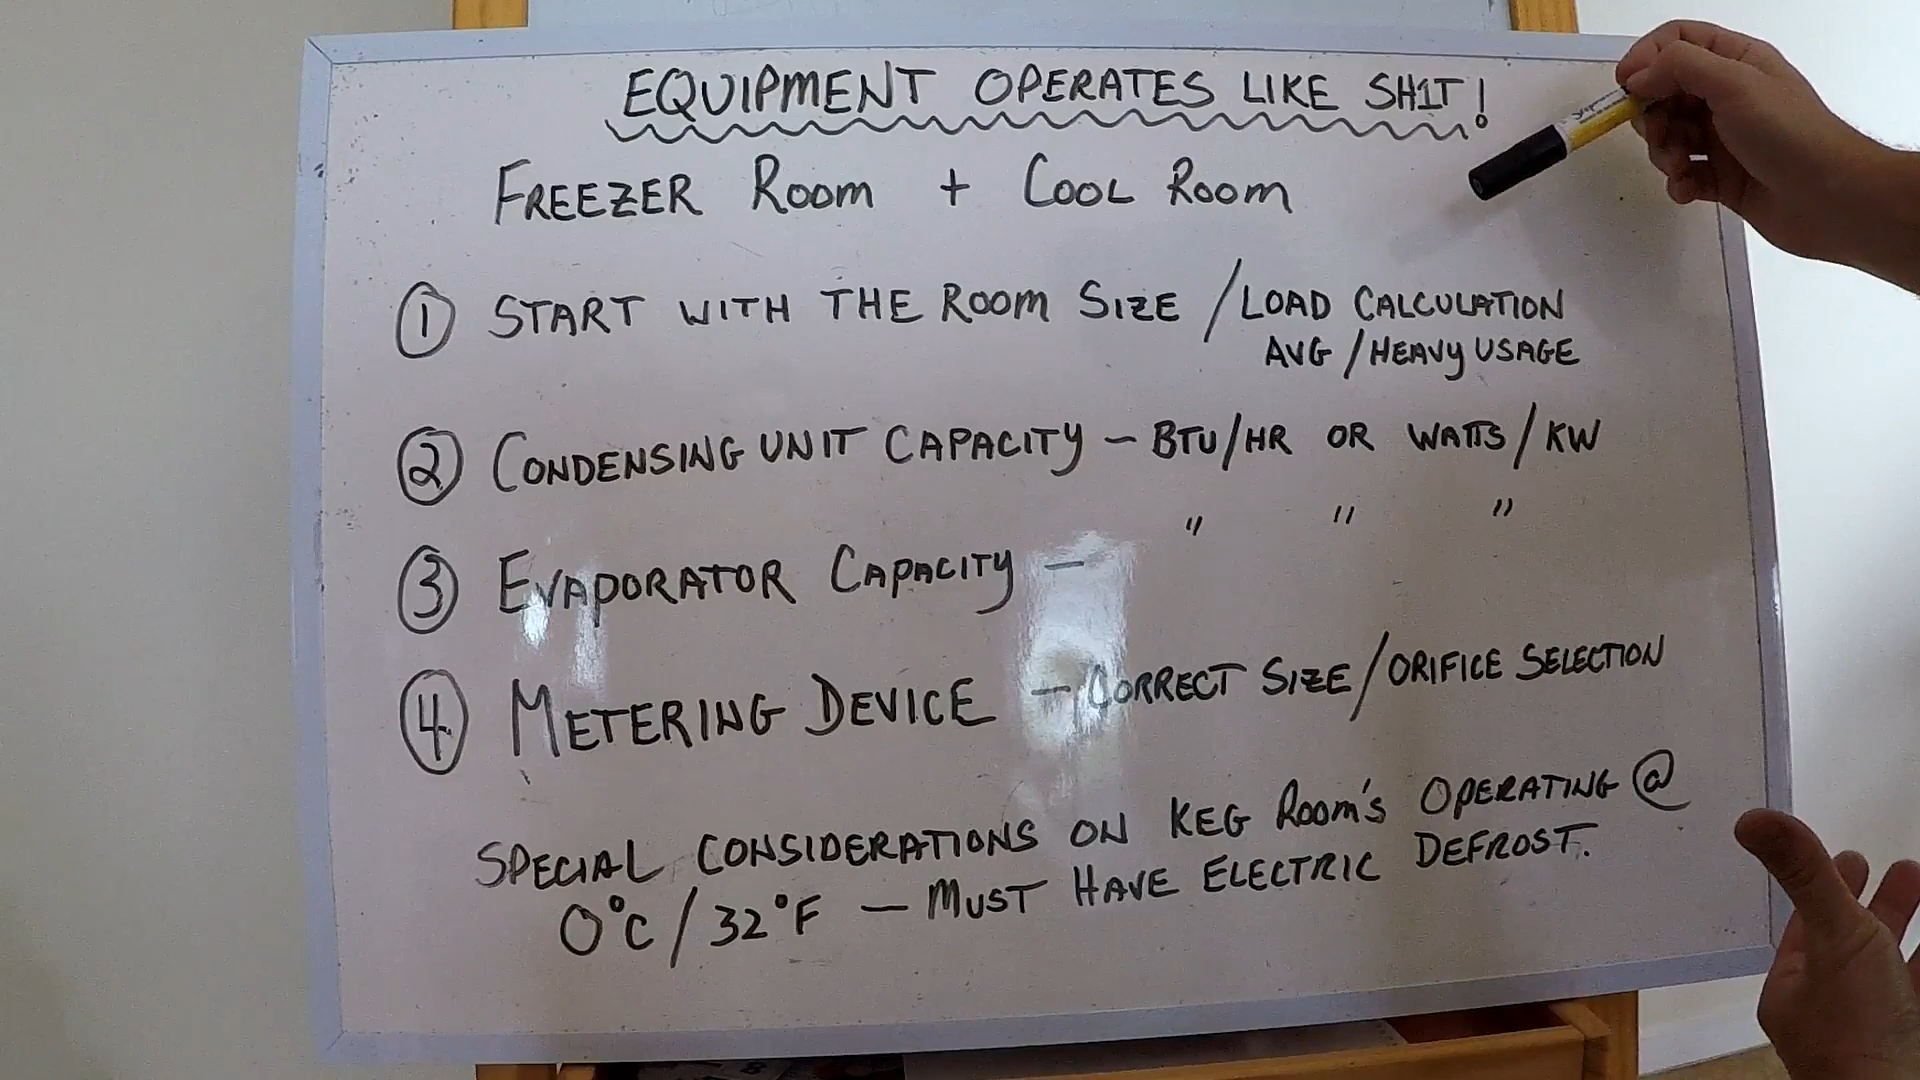 EQUIPMENT OPERATES LIKE SH1T!
FREEZER ROOM + COOL ROOM
① START WITH THE ROOM SIZE / LOAD CALCULATION
AVG / HEAVY USAGE
② CONDENSING UNIT CAPACITY – BTU/HR OR WATTS / KW
③ EVAPORATOR CAPACITY – " " "
④ METERING DEVICE – CORRECT SIZE / ORIFICE SELECTION
SPECIAL CONSIDERATIONS ON KEG ROOM'S OPERATING @
0°C / 32°F – MUST HAVE ELECTRIC DEFROST.